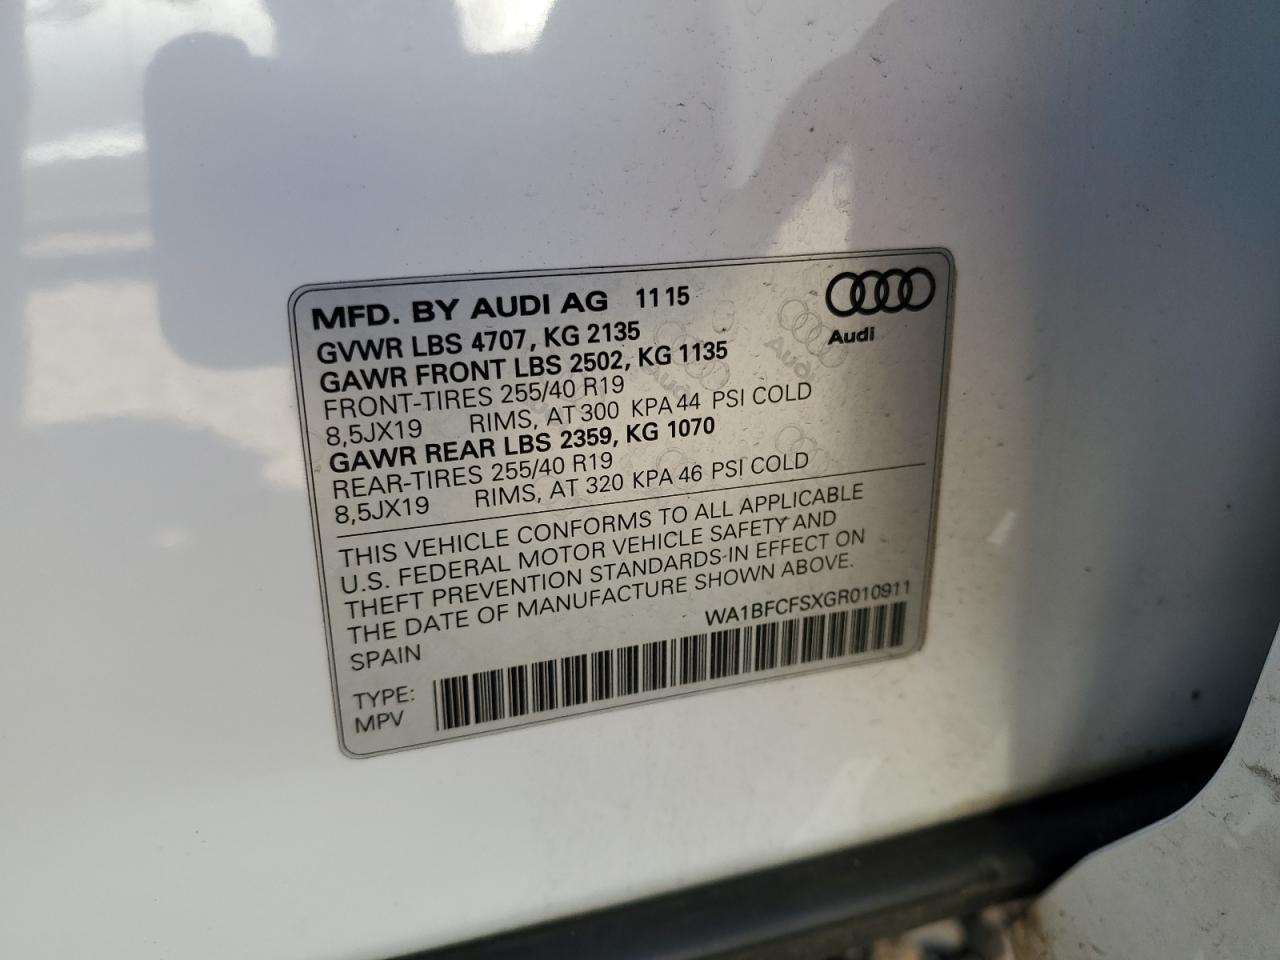 MFD. BY AUDI AG 11 15
Audi
GVWR LBS 4707, KG 2135
GAWR FRONT LBS 2502, KG 1135
FRONT-TIRES 255/40 R19
8,5JX19 RIMS, AT 300 KPA 44 PSI COLD
GAWR REAR LBS 2359, KG 1070
REAR-TIRES 255/40 R19
8,5JX19 RIMS, AT 320 KPA 46 PSI COLD
THIS VEHICLE CONFORMS TO ALL APPLICABLE
U.S. FEDERAL MOTOR VEHICLE SAFETY AND
THEFT PREVENTION STANDARDS-IN EFFECT ON
THE DATE OF MANUFACTURE SHOWN ABOVE.
SPAIN
WA1BFCFSXGR010911
TYPE:
MPV